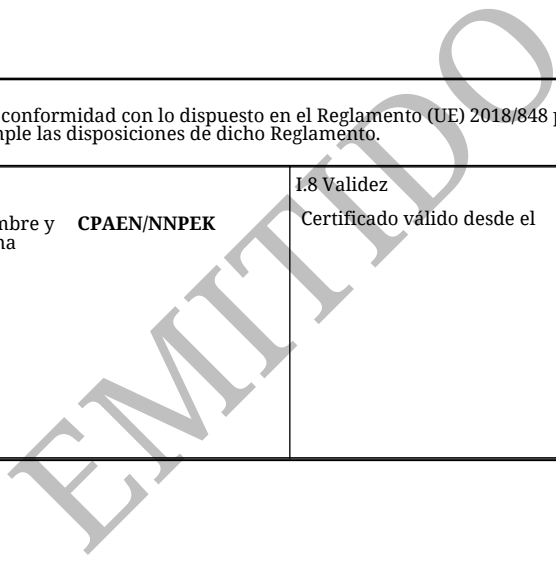 conformidad con lo dispuesto en el Reglamento (UE) 2018/848
las disposiciones de dicho Reglamento.
I.8 Validez
y CPAEN/NNPEK
Certificado válido desde el
EMITIDO